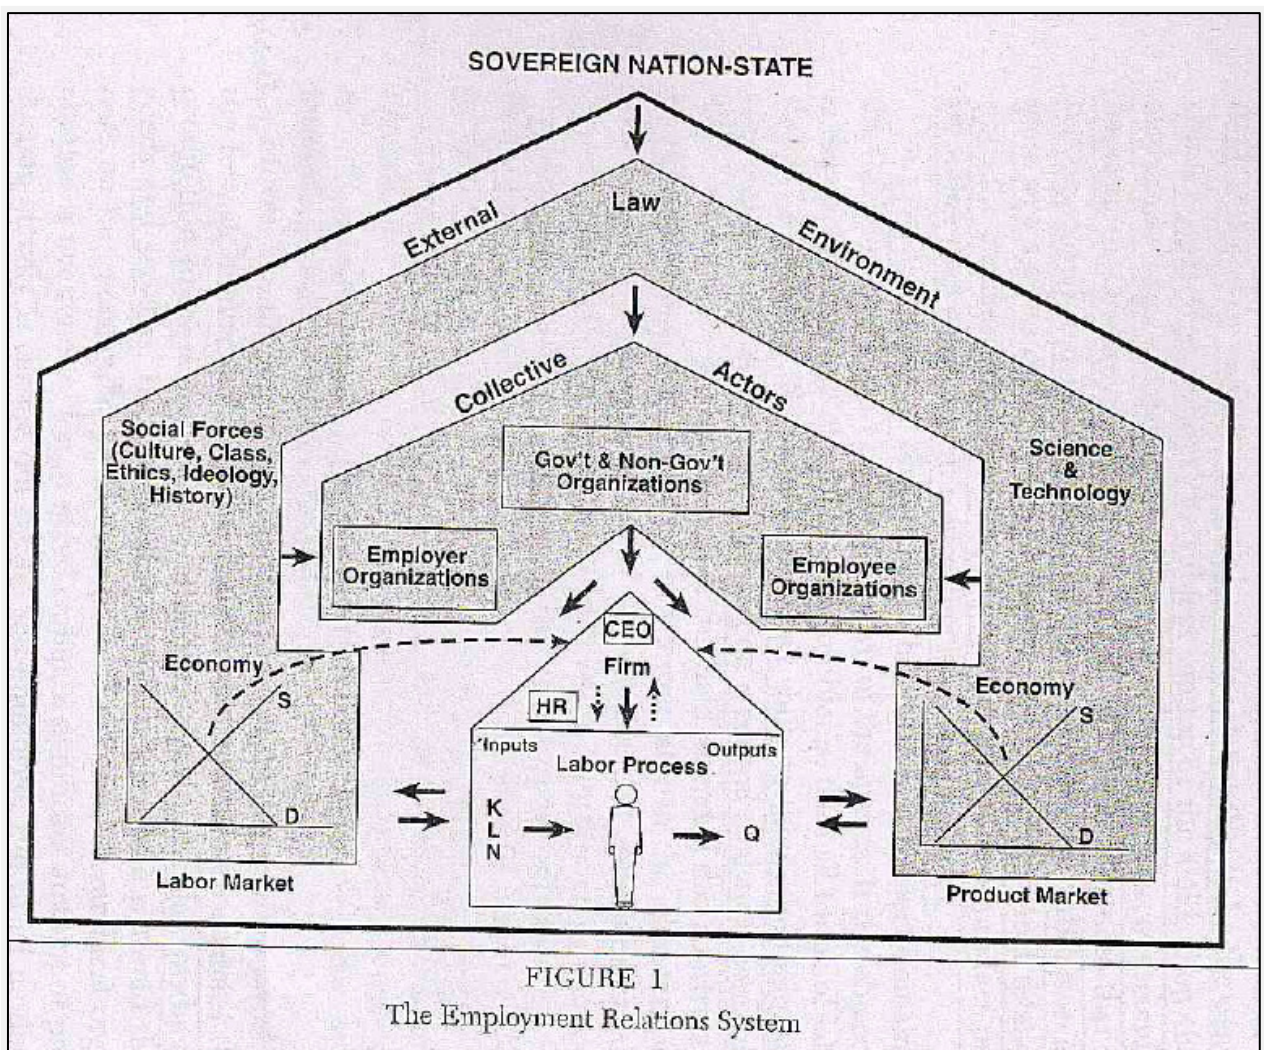 SOVEREIGN NATION-STATE
Law
External
Environment
Collective
Actors
Social Forces
(Culture, Class,
Ethics, Ideology,
History)
Science
&
Technology
Gov't & Non-Gov't
Organizations
Employer
Organizations
Employee
Organizations
CEO
Firm
HR
Economy
S
D
Labor Market
Economy
S
D
Product Market
Inputs
Outputs
Labor Process
K
L
N
Q
FIGURE 1
The Employment Relations System